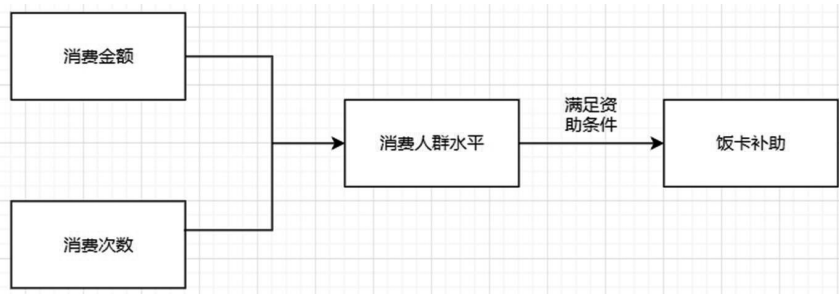 消费金额
消费人群水平
满足资
助条件
饭卡补助
消费次数